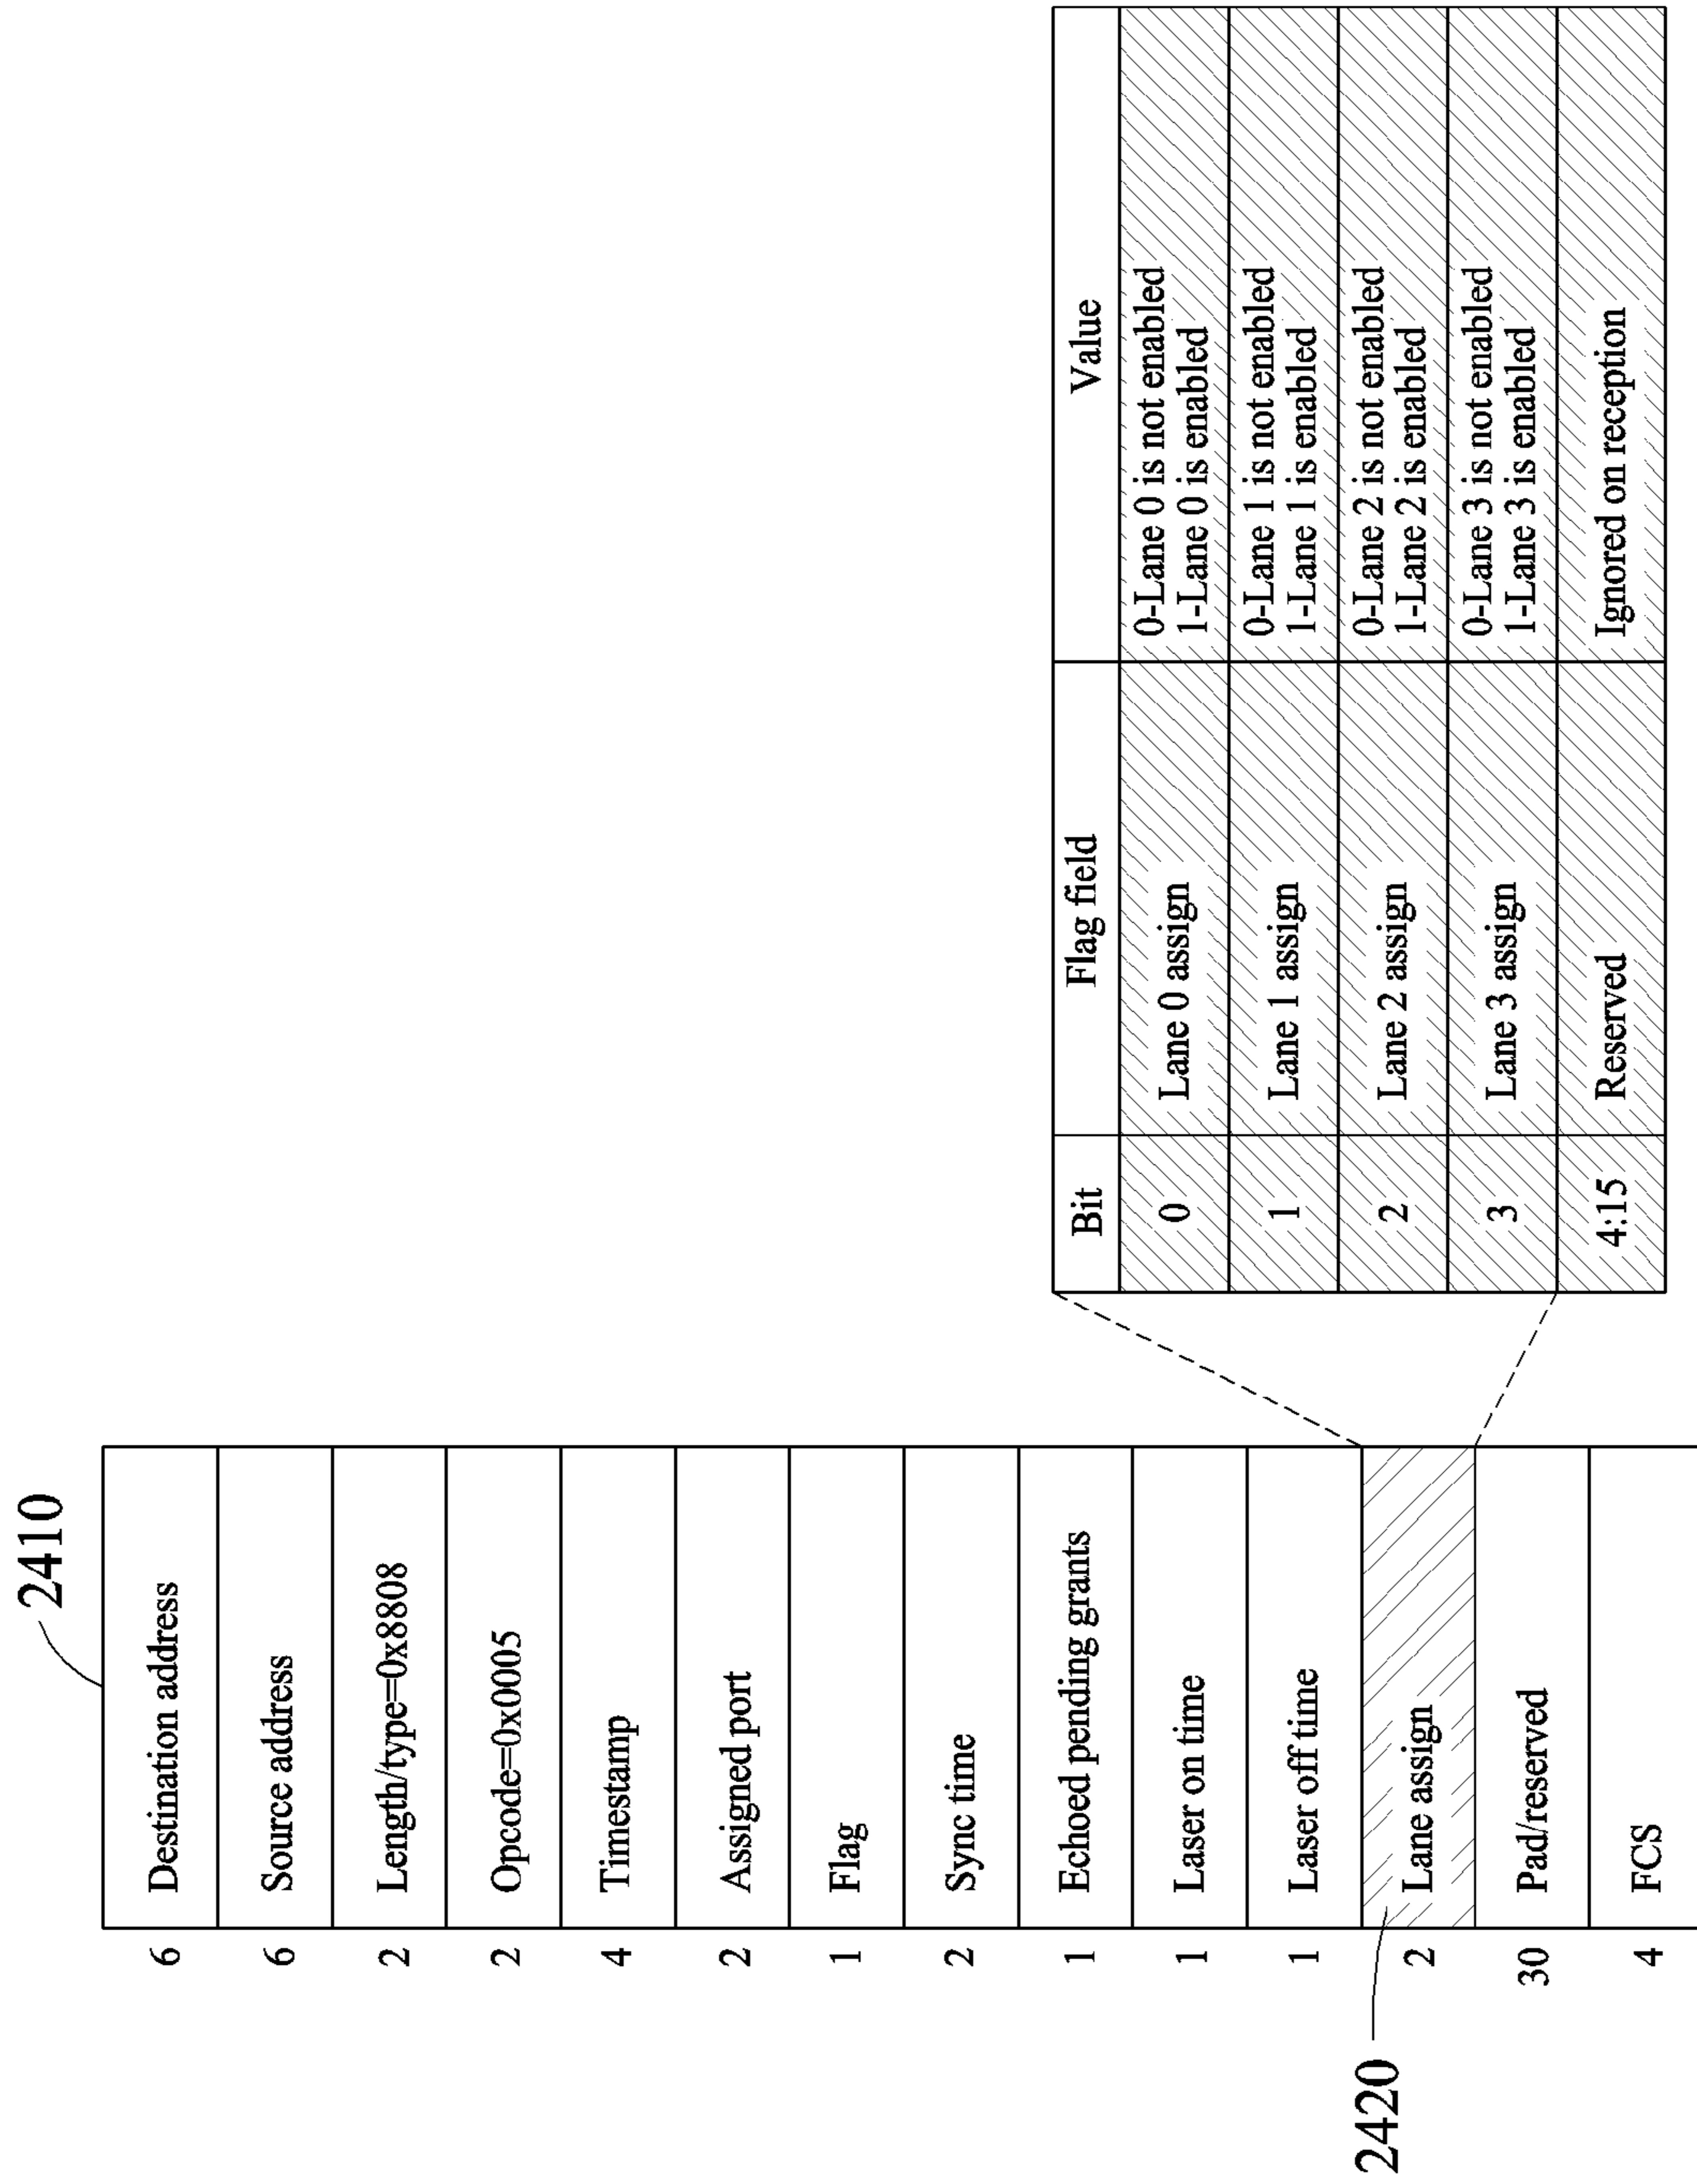 2410
6 Destination address
6 Source address
2 Length/type=0x8808
2 Opcode=0x0005
4 Timestamp
2 Assigned port
1 Flag
2 Sync time
1 Echoed pending grants
1 Laser on time
1 Laser off time
2 Lane assign
30 Pad/reserved
4 FCS
2420
Bit Flag field Value
0 Lane 0 assign 0-Lane 0 is not enabled
1-Lane 0 is enabled
1 Lane 1 assign 0-Lane 1 is not enabled
1-Lane 1 is enabled
2 Lane 2 assign 0-Lane 2 is not enabled
1-Lane 2 is enabled
3 Lane 3 assign 0-Lane 3 is not enabled
1-Lane 3 is enabled
4:15 Reserved Ignored on reception